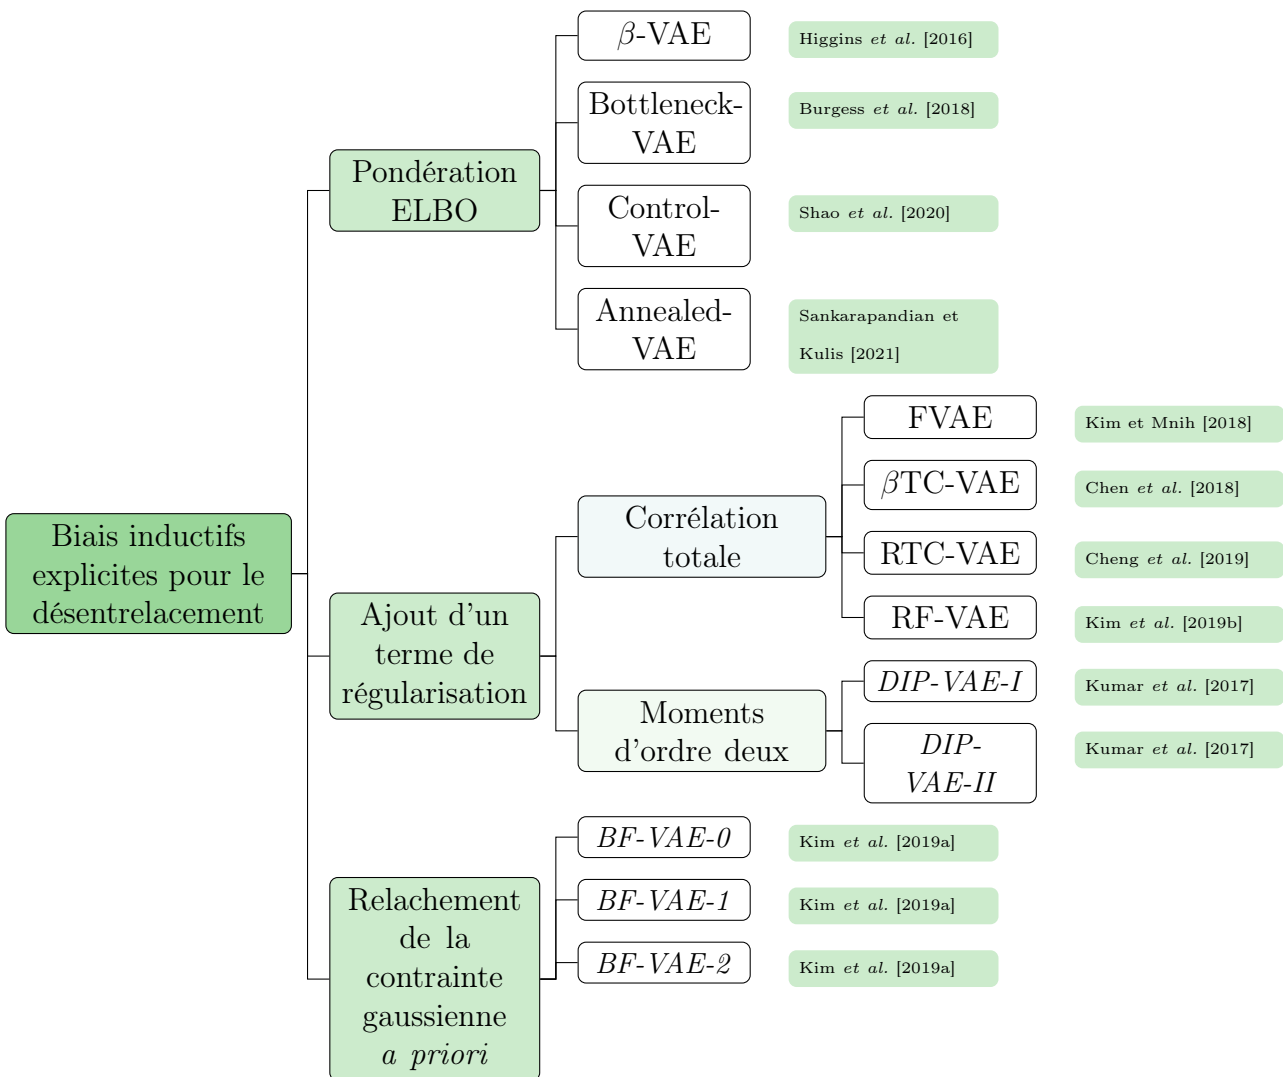 Biais inductifs
explicites pour le
désentrelacement
Pondération
ELBO
β-VAE
Higgins et al. [2016]
Bottleneck-
VAE
Burgess et al. [2018]
Control-
VAE
Shao et al. [2020]
Annealed-
VAE
Sankarapandian et
Kulis [2021]
Ajout d'un
terme de
régularisation
Corrélation
totale
FVAE
Kim et Mnih [2018]
βTC-VAE
Chen et al. [2018]
RTC-VAE
Cheng et al. [2019]
RF-VAE
Kim et al. [2019b]
Moments
d'ordre deux
DIP-VAE-I
Kumar et al. [2017]
DIP-
VAE-II
Kumar et al. [2017]
Relachement
de la
contrainte
gaussienne
a priori
BF-VAE-0
Kim et al. [2019a]
BF-VAE-1
Kim et al. [2019a]
BF-VAE-2
Kim et al. [2019a]